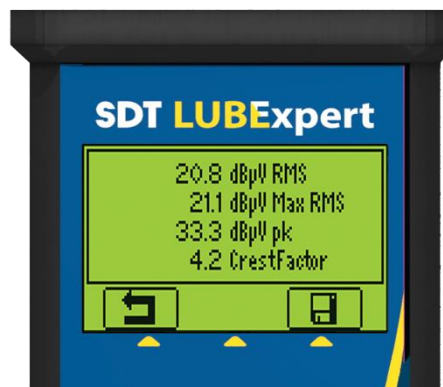 SDT LUBExpert
20.8 dBµV RMS
21.1 dBµV Max RMS
33.3 dBµV pk
4.2 CrestFactor